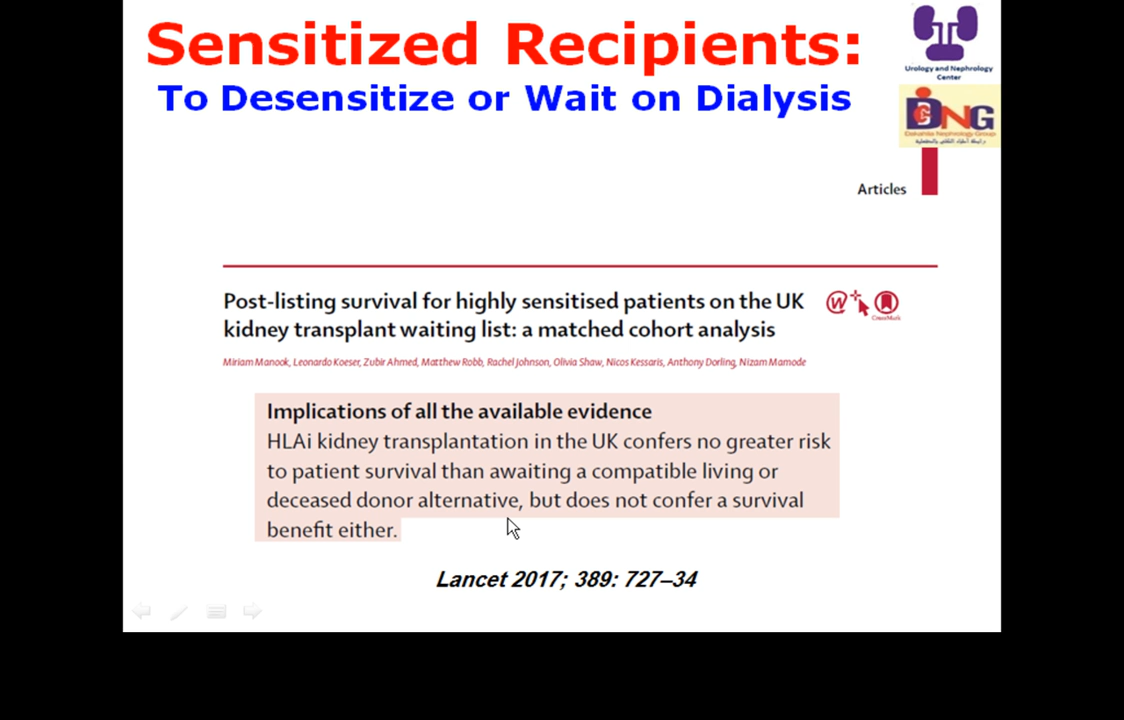 Sensitized Recipients:
To Desensitize or Wait on Dialysis
Urology and Nephrology
Center
DNG
Dakahlia Nephrology Group
Articles
Post-listing survival for highly sensitised patients on the UK
kidney transplant waiting list: a matched cohort analysis
CrossMark
Miriam Manook, Leonardo Koeser, Zubir Ahmed, Matthew Robb, Rachel Johnson, Olivia Shaw, Nicos Kessaris, Anthony Dorling, Nizam Mamode
Implications of all the available evidence
HLAi kidney transplantation in the UK confers no greater risk
to patient survival than awaiting a compatible living or
deceased donor alternative, but does not confer a survival
benefit either.
Lancet 2017; 389: 727–34